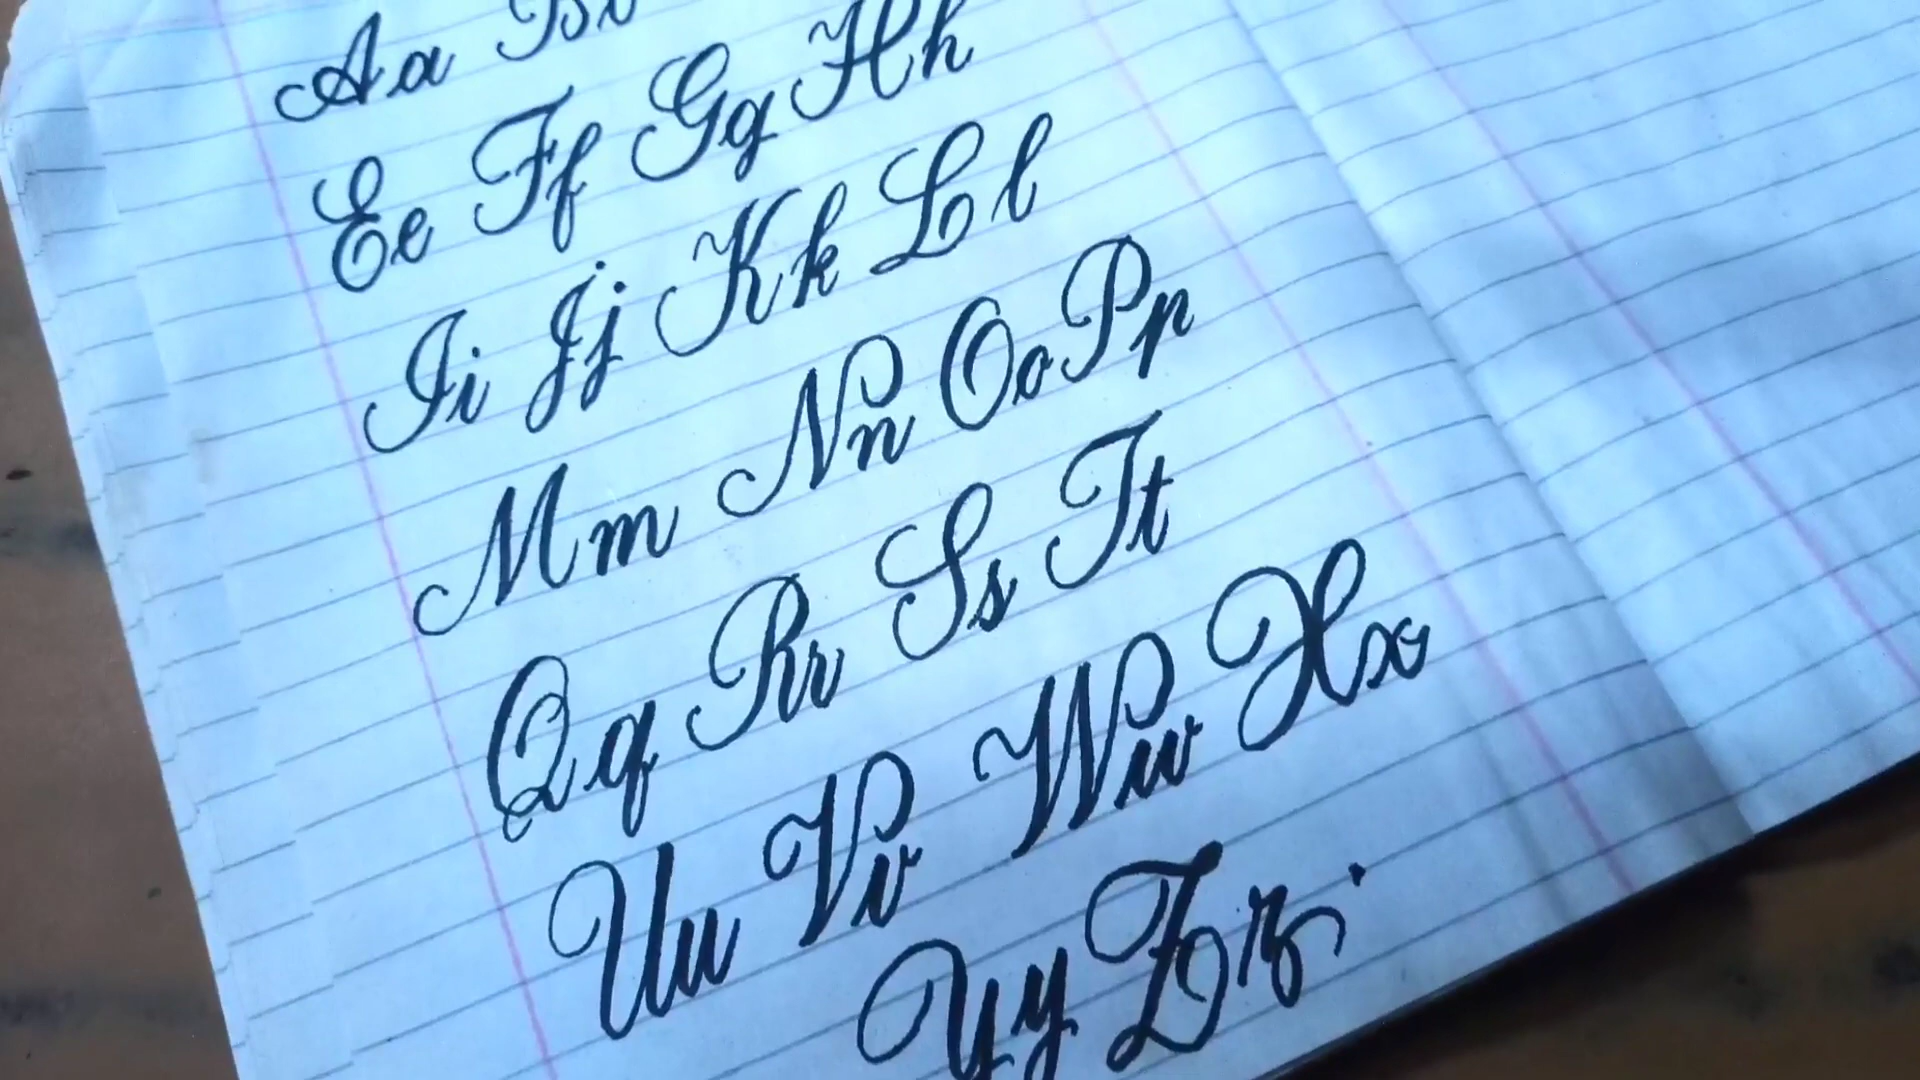 Aa B
Ee Ff Gg Hh
Ii Jj Kk Ll
Mm Nn Oo Pp
Qq Rr Ss Tt
Uu Vv Ww Xx
Yy Zz.